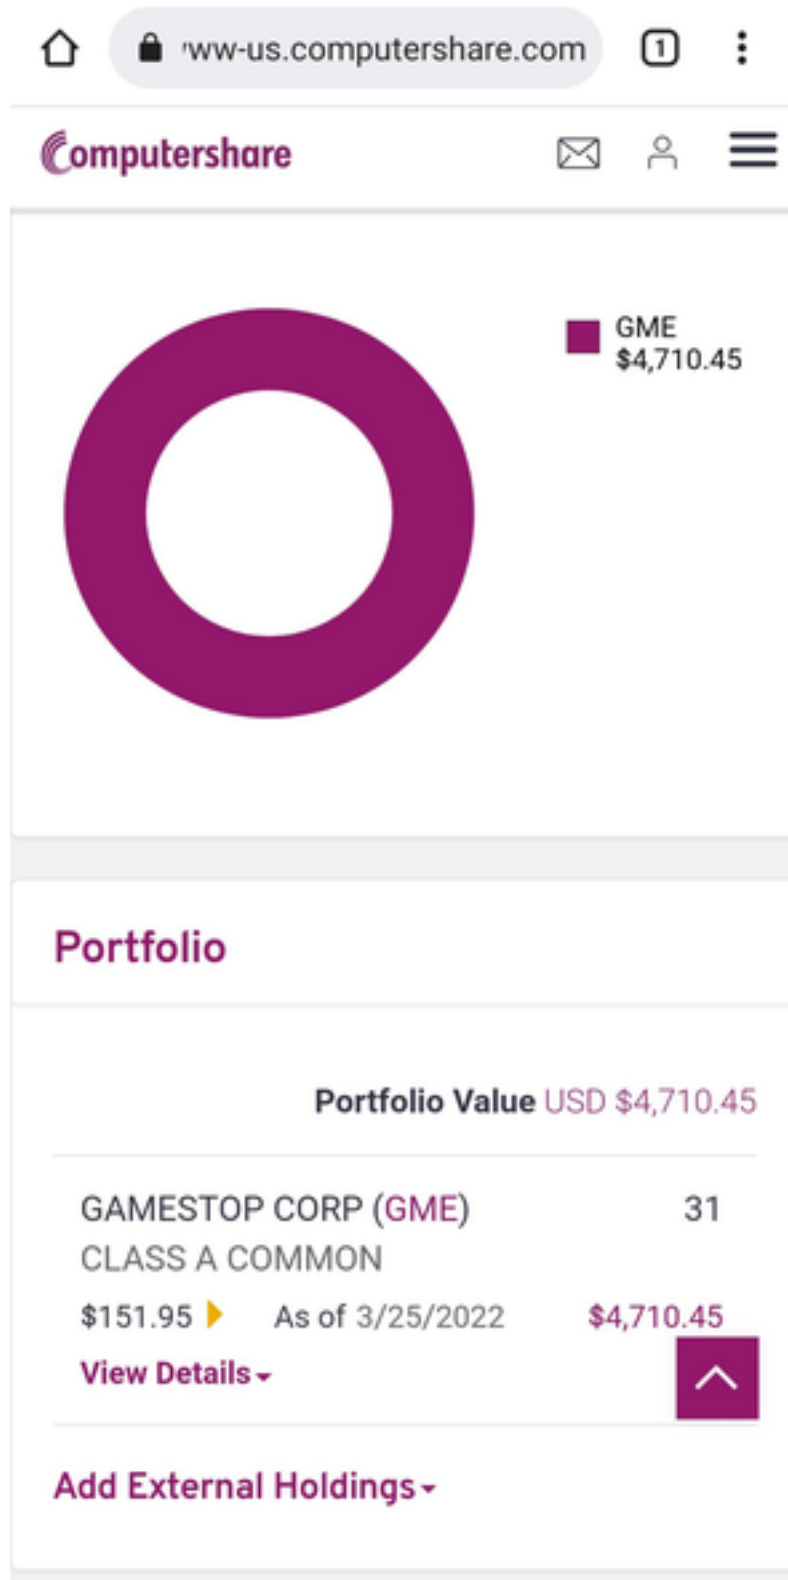 ww-us.computershare.com 1
Computershare
GME
$4,710.45
Portfolio
Portfolio Value USD $4,710.45
GAMESTOP CORP (GME) 31
CLASS A COMMON
$151.95 As of 3/25/2022 $4,710.45
View Details
Add External Holdings